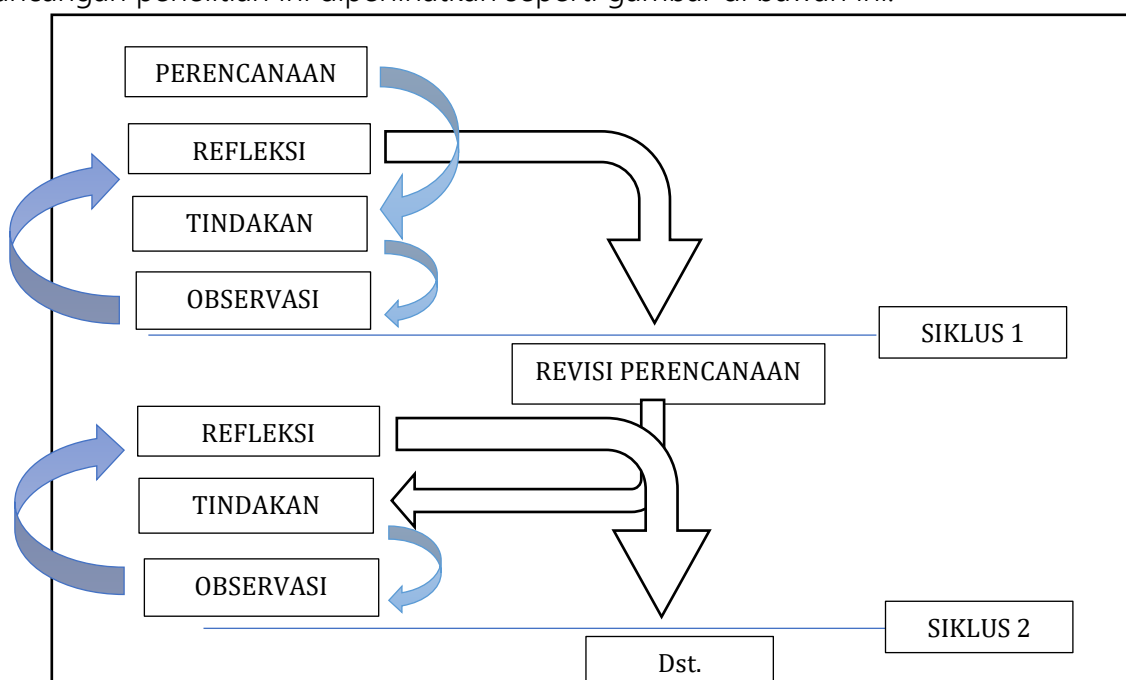 ancangan penelitian ini diperlihatkan seperti gambar di bawah ini.
PERENCANAAN
REFLEKSI
TINDAKAN
OBSERVASI
SIKLUS 1
REVISI PERENCANAAN
REFLEKSI
TINDAKAN
OBSERVASI
SIKLUS 2
Dst.